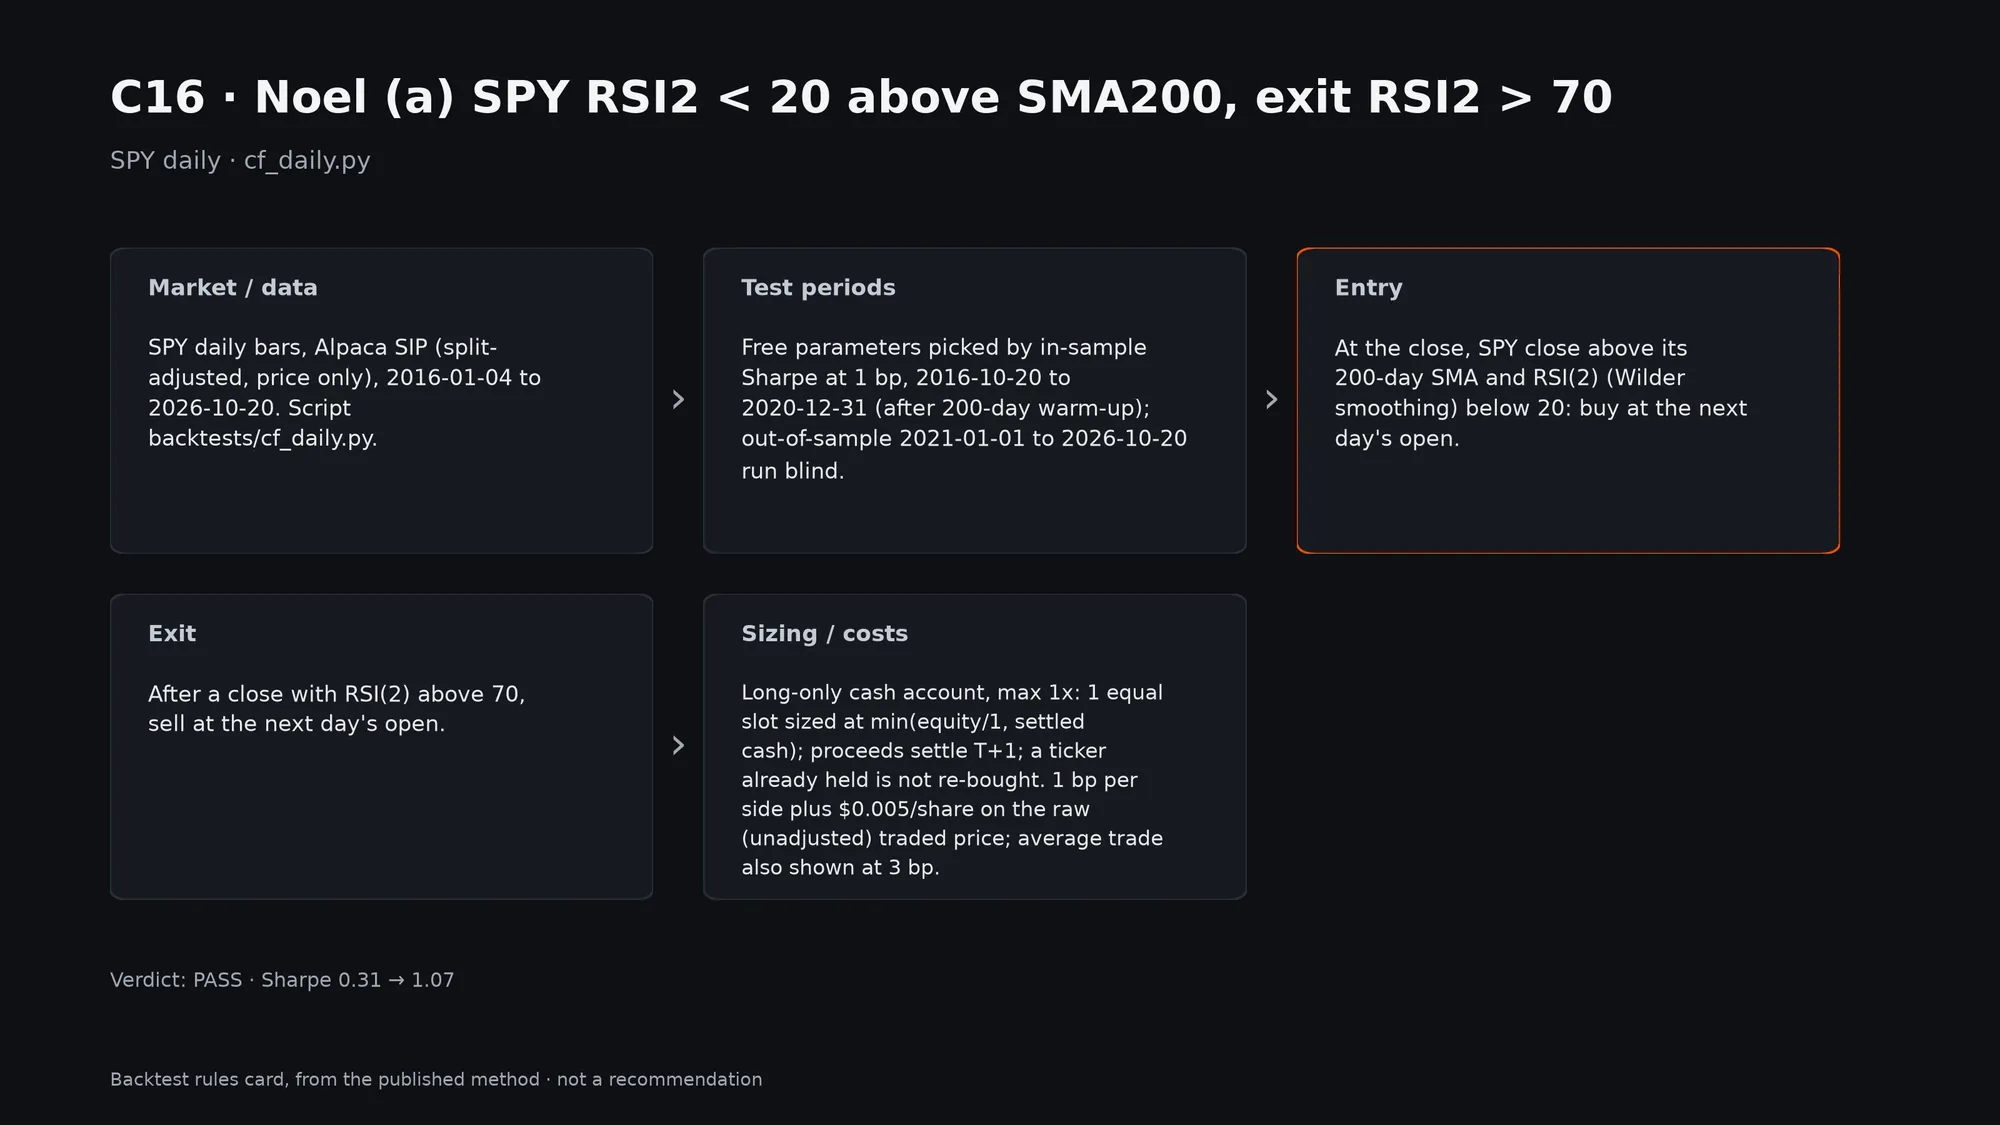 C16 · Noel (a) SPY RSI2 < 20 above SMA200, exit RSI2 > 70
SPY daily · cf_daily.py
Market / data
SPY daily bars, Alpaca SIP (split-
adjusted, price only), 2016-01-04 to
2026-10-20. Script
backtests/cf_daily.py.
›
Test periods
Free parameters picked by in-sample
Sharpe at 1 bp, 2016-10-20 to
2020-12-31 (after 200-day warm-up);
out-of-sample 2021-01-01 to 2026-10-20
run blind.
›
Entry
At the close, SPY close above its
200-day SMA and RSI(2) (Wilder
smoothing) below 20: buy at the next
day's open.
Exit
After a close with RSI(2) above 70,
sell at the next day's open.
›
Sizing / costs
Long-only cash account, max 1x: 1 equal
slot sized at min(equity/1, settled
cash); proceeds settle T+1; a ticker
already held is not re-bought. 1 bp per
side plus $0.005/share on the raw
(unadjusted) traded price; average trade
also shown at 3 bp.
Verdict: PASS · Sharpe 0.31 → 1.07
Backtest rules card, from the published method · not a recommendation